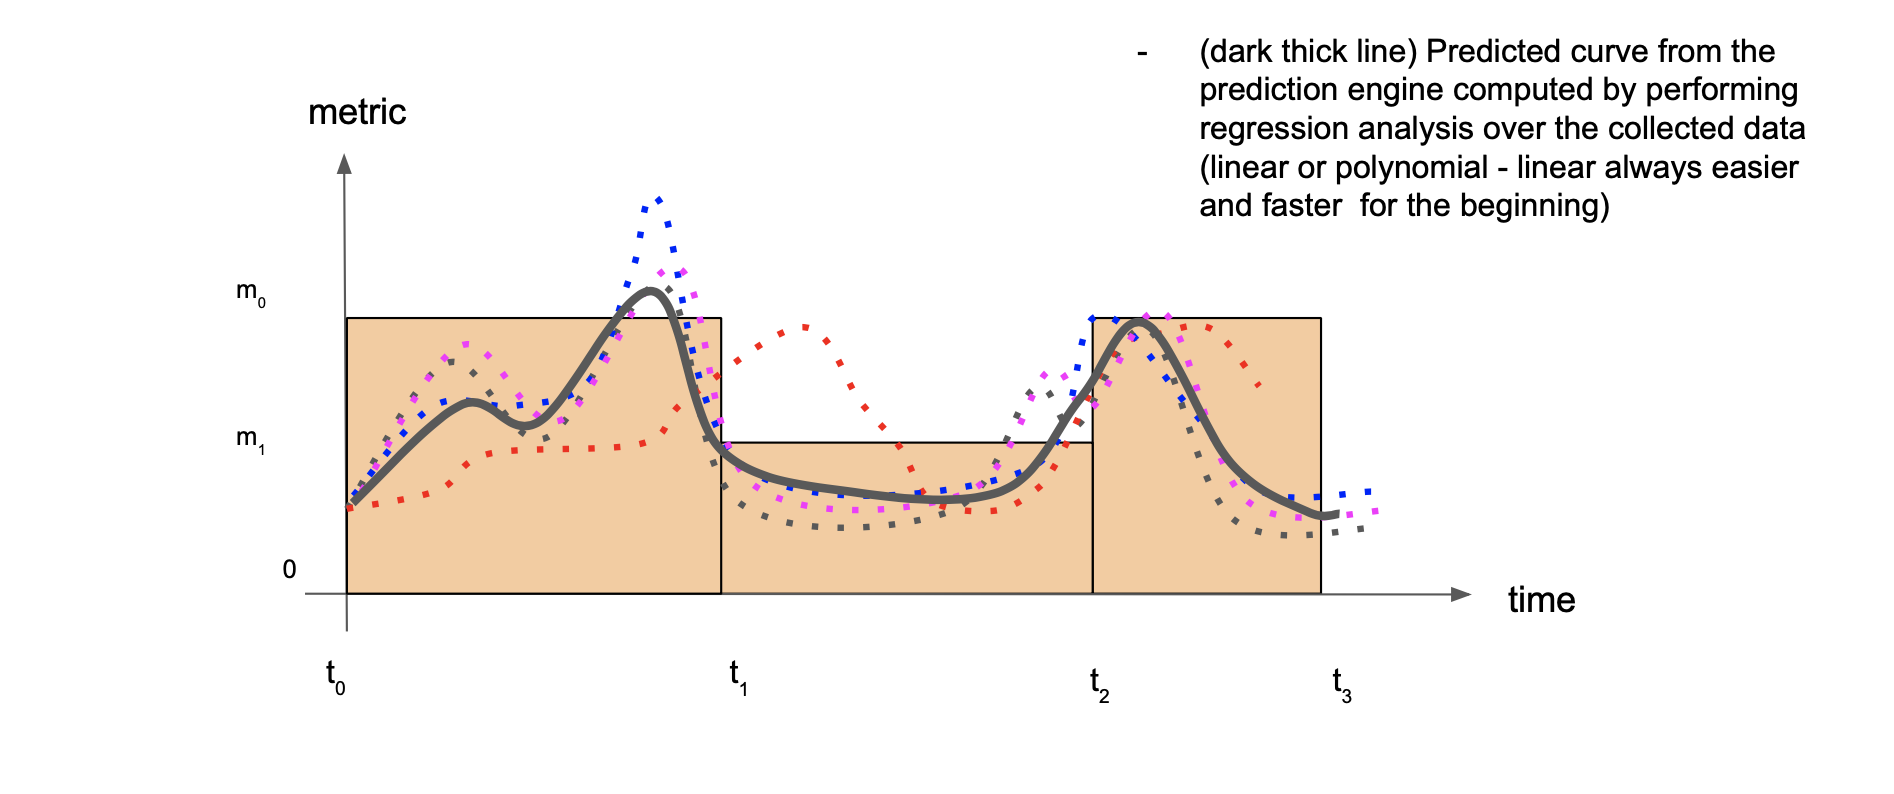 - (dark thick line) Predicted curve from the
prediction engine computed by performing
regression analysis over the collected data
(linear or polynomial - linear always easier
and faster  for the beginning)
metric
m0
m1
0
time
t0
t1
t2
t3